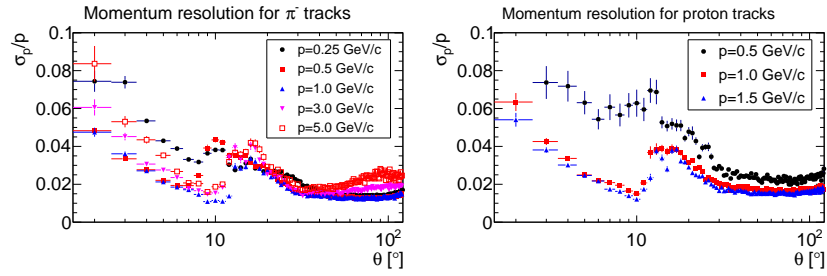 Momentum resolution for π⁻ tracks
σp/p
0.1
0.08
0.06
0.04
0.02
0
p=0.25 GeV/c
p=0.5 GeV/c
p=1.0 GeV/c
p=3.0 GeV/c
p=5.0 GeV/c
10
10²
θ [°]
Momentum resolution for proton tracks
σp/p
0.1
0.08
0.06
0.04
0.02
0
p=0.5 GeV/c
p=1.0 GeV/c
p=1.5 GeV/c
10
10²
θ [°]